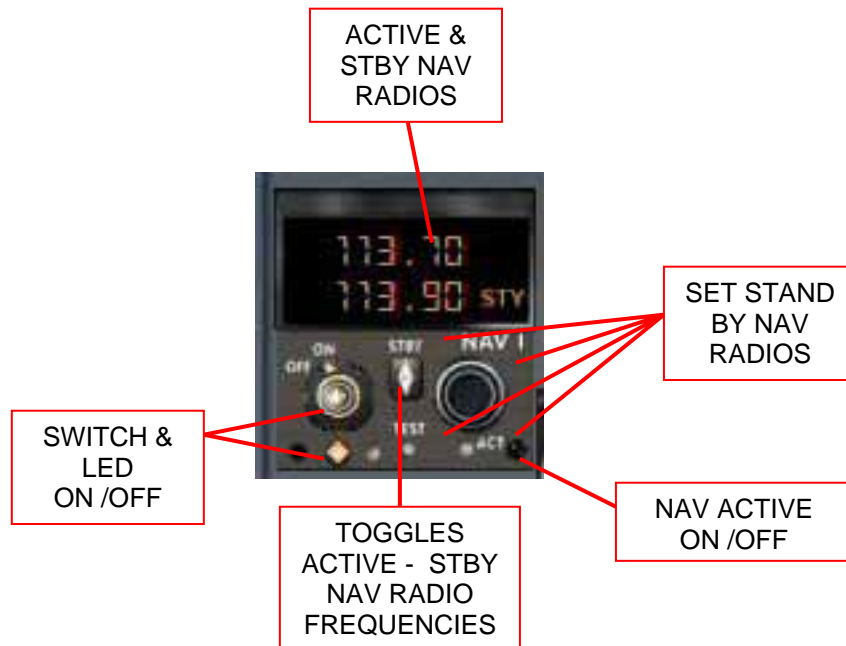 ACTIVE &
STBY NAV
RADIOS
113.70
113.90 STY
SET STAND
BY NAV
RADIOS
ON
OFF
STBY
NAV I
TEST
ACT
SWITCH &
LED
ON /OFF
TOGGLES
ACTIVE - STBY
NAV RADIO
FREQUENCIES
NAV ACTIVE
ON /OFF